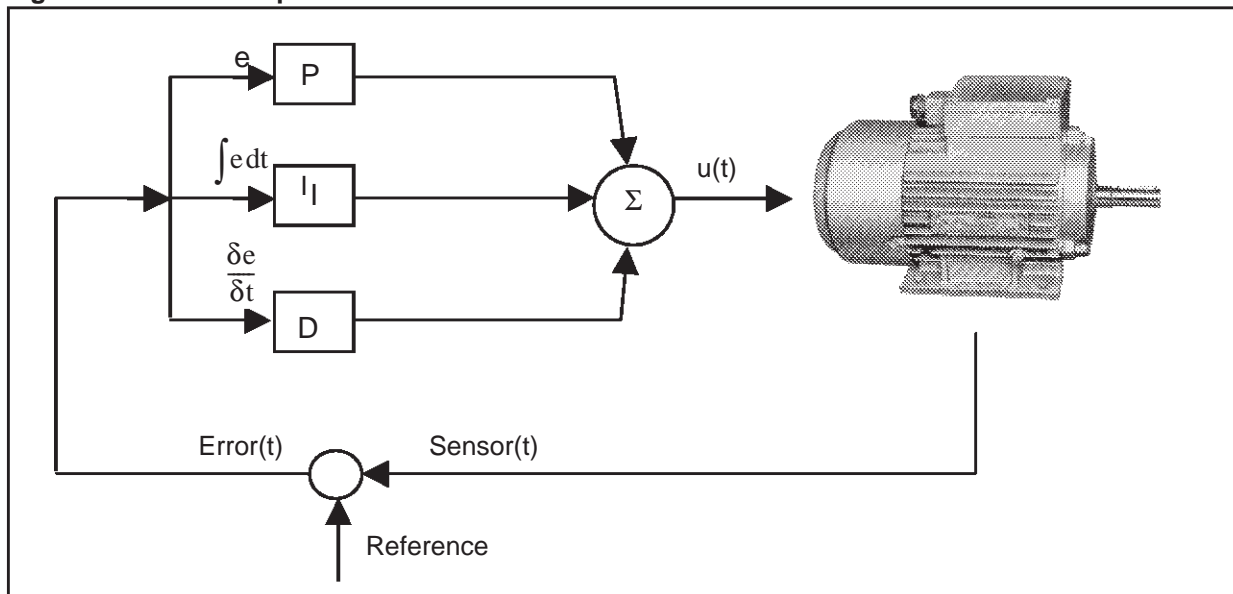 e
P
∫e dt
I
I
Σ
u(t)
δe
δt
D
Error(t)
Sensor(t)
Reference